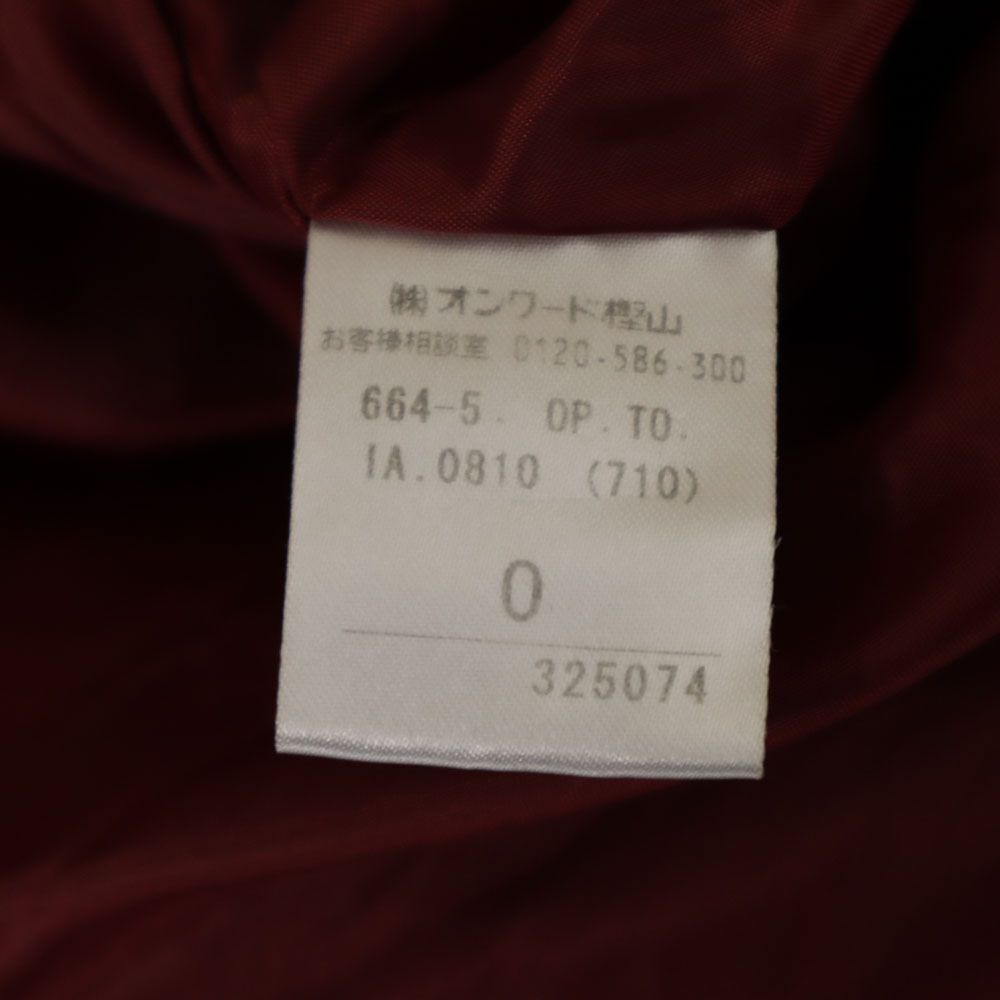 ㈱オンワード樫山
お客様相談室 0120-586-300
664-5. OP.TO.
IA.0810 (710)
0
325074